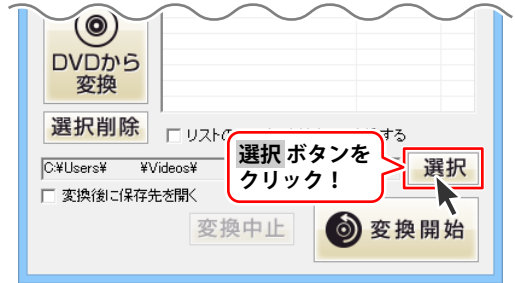 DVDから
変換
選択削除
リストの
する
選択 ボタンを
クリック！
C:¥Users¥ ¥Videos¥
選択
変換後に保存先を開く
変換中止
変換開始